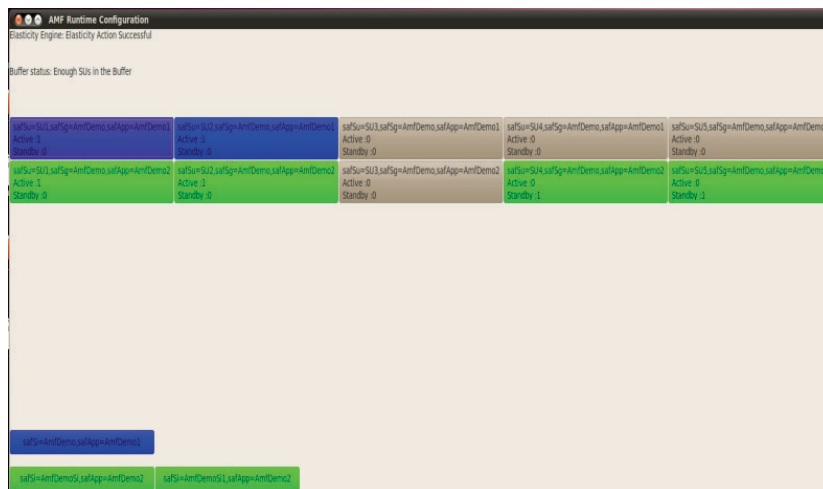 AMF Runtime Configuration
Elasticity Engine: Elasticity Action Successful
Buffer status: Enough SUs in the Buffer
safSu=SU1,safSg=AmfDemo,safApp=AmfDemo1
Active :1
Standby :0
safSu=SU2,safSg=AmfDemo,safApp=AmfDemo1
Active :1
Standby :0
safSu=SU3,safSg=AmfDemo,safApp=AmfDemo1
Active :0
Standby :0
safSu=SU4,safSg=AmfDemo,safApp=AmfDemo1
Active :0
Standby :0
safSu=SU5,safSg=AmfDemo,safApp=AmfDemo
Active :0
Standby :0
safSu=SU1,safSg=AmfDemo,safApp=AmfDemo2
Active :1
Standby :0
safSu=SU2,safSg=AmfDemo,safApp=AmfDemo2
Active :1
Standby :0
safSu=SU3,safSg=AmfDemo,safApp=AmfDemo2
Active :0
Standby :0
safSu=SU4,safSg=AmfDemo,safApp=AmfDemo2
Active :0
Standby :1
safSu=SU5,safSg=AmfDemo,safApp=AmfDemo
Active :0
Standby :1
safSi=AmfDemo,safApp=AmfDemo1
safSi=AmfDemoSi,safApp=AmfDemo2
safSi=AmfDemoSi1,safApp=AmfDemo2